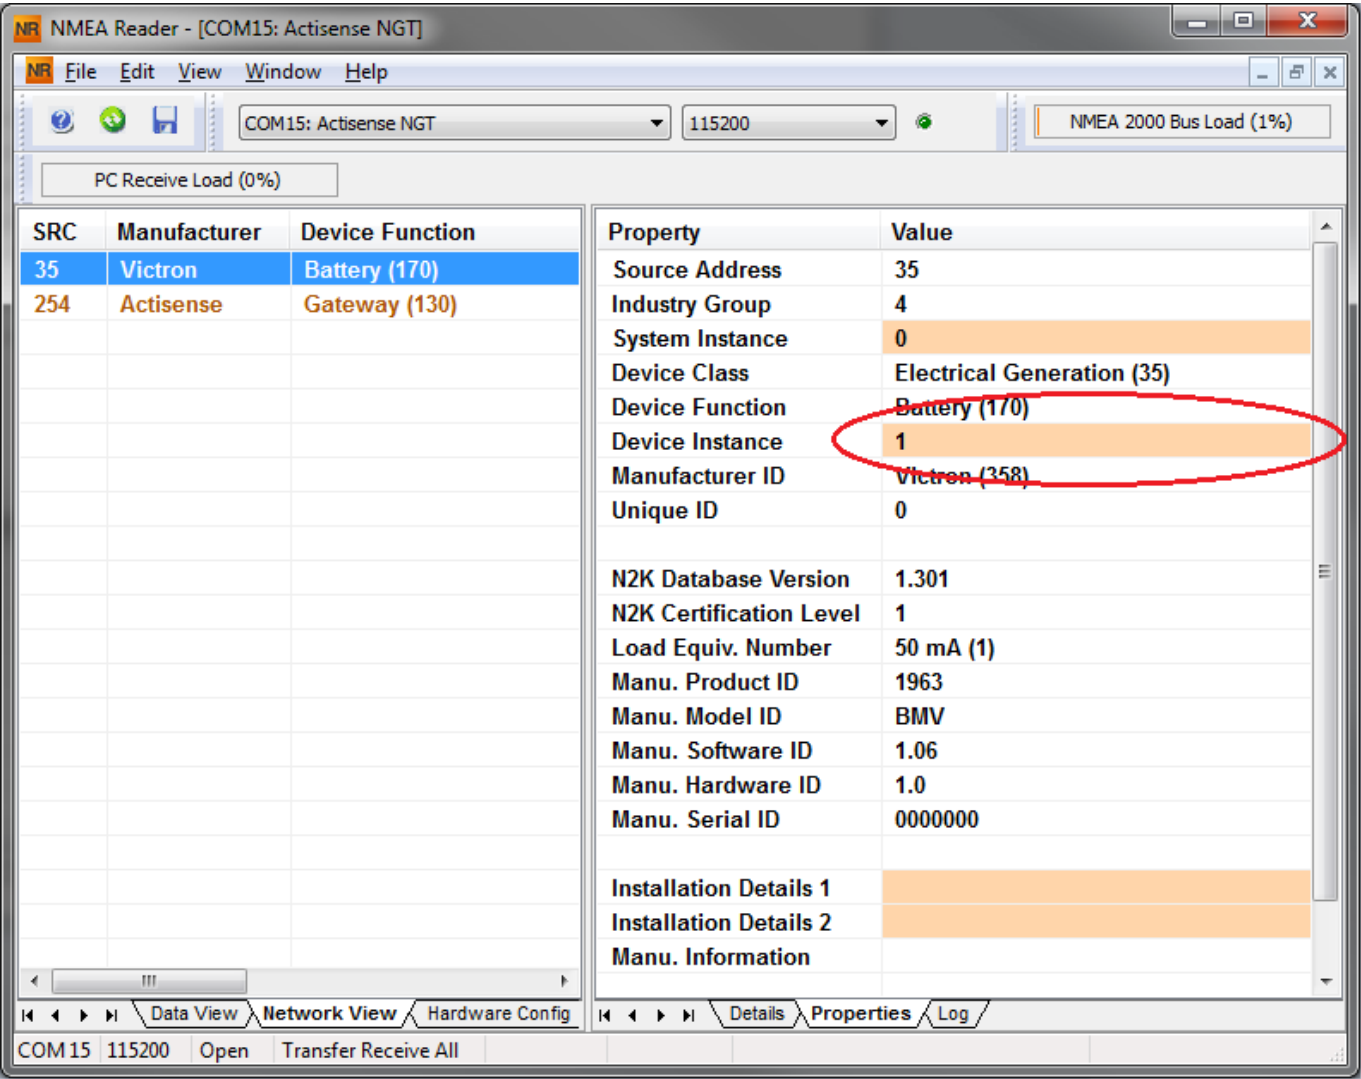 NR NMEA Reader - [COM15: Actisense NGT]
NR File Edit View Window Help
COM15: Actisense NGT 115200 NMEA 2000 Bus Load (1%)
PC Receive Load (0%)
SRC Manufacturer Device Function Property Value
35 Victron Battery (170) Source Address 35
254 Actisense Gateway (130) Industry Group 4
System Instance 0
Device Class Electrical Generation (35)
Device Function Battery (170)
Device Instance 1
Manufacturer ID Victron (358)
Unique ID 0
N2K Database Version 1.301
N2K Certification Level 1
Load Equiv. Number 50 mA (1)
Manu. Product ID 1963
Manu. Model ID BMV
Manu. Software ID 1.06
Manu. Hardware ID 1.0
Manu. Serial ID 0000000
Installation Details 1
Installation Details 2
Manu. Information
Data View Network View Hardware Config Details Properties Log
COM 15 115200 Open Transfer Receive All